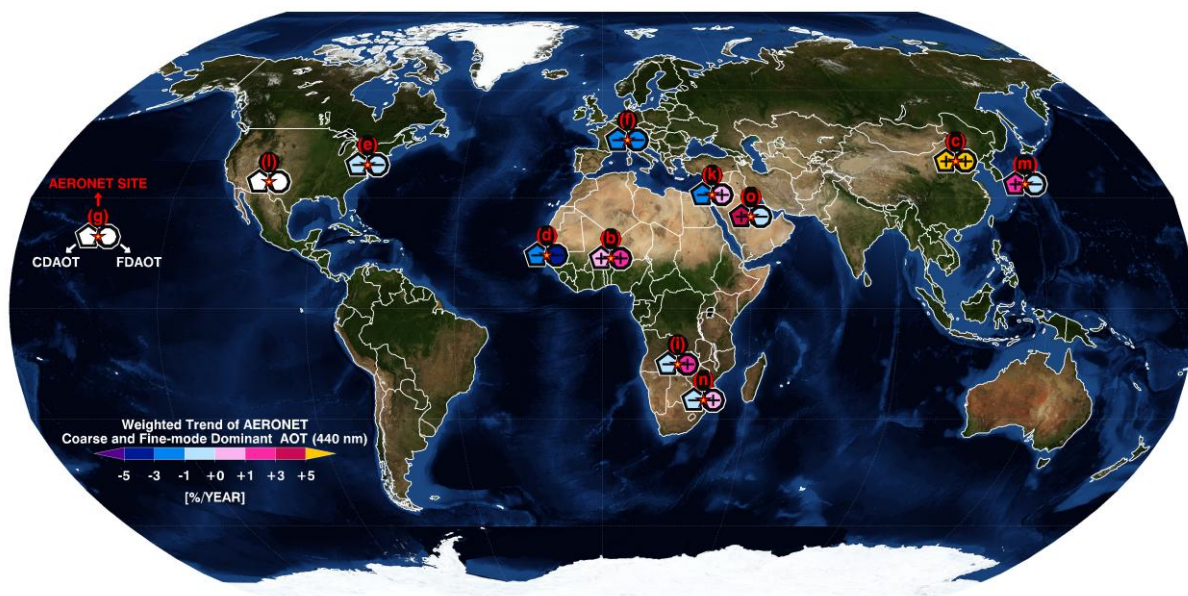 (f)
(c)
(e)
(l)
(m)
(k)
(o)
AERONET SITE
(g)
CDAOT FDAOT
(d)
(b)
(i)
(n)
Weighted Trend of AERONET
Coarse and Fine-mode Dominant AOT (440 nm)
-5 -3 -1 +0 +1 +3 +5
[%/YEAR]